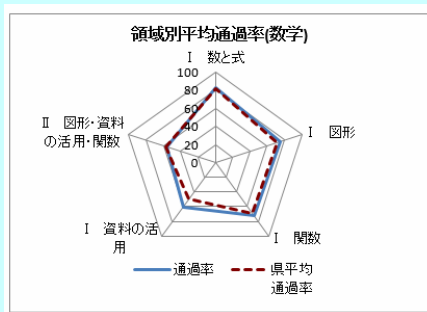 領域別平均通過率(数学)
Ⅰ 数と式
100
80
60
40
20
0
Ⅰ 図形
Ⅰ 関数
Ⅰ 資料の活
用
Ⅱ 図形・資料
の活用・関数
通過率
県平均
通過率